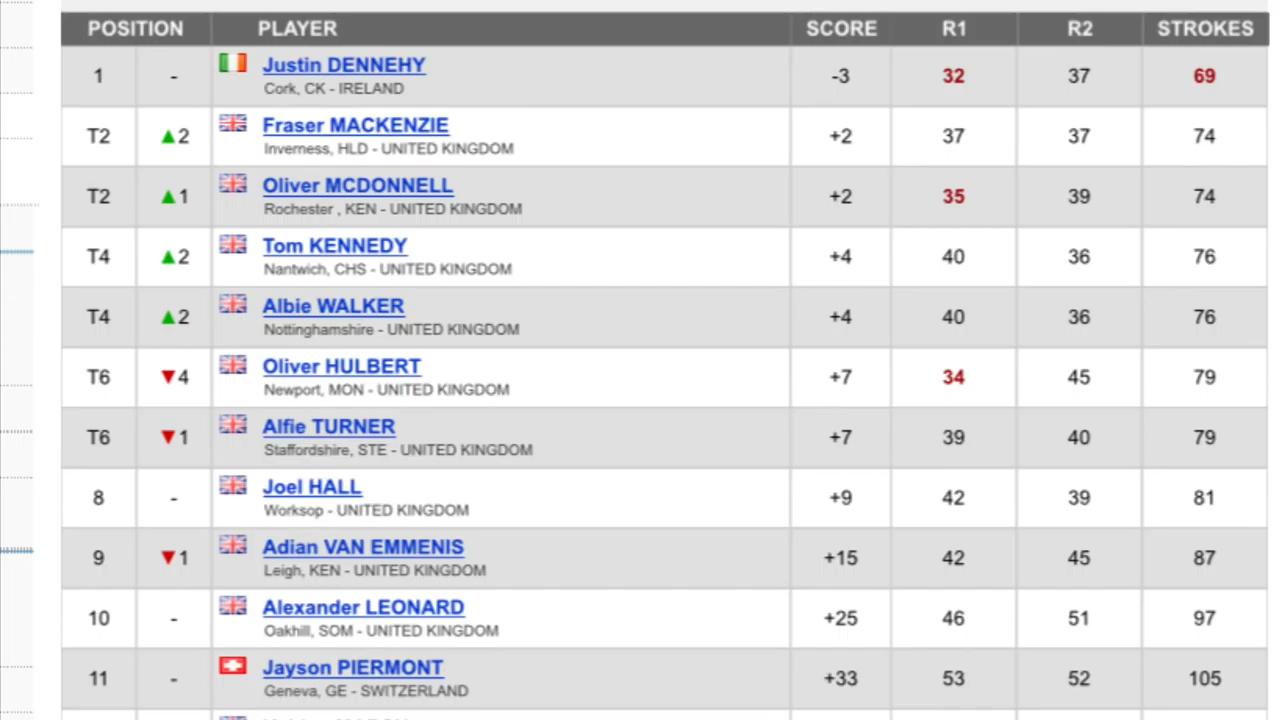 POSITION PLAYER SCORE R1 R2 STROKES
1 - Justin DENNEHY -3 32 37 69
Cork, CK - IRELAND
T2 ▲2 Fraser MACKENZIE +2 37 37 74
Inverness, HLD - UNITED KINGDOM
T2 ▲1 Oliver MCDONNELL +2 35 39 74
Rochester , KEN - UNITED KINGDOM
T4 ▲2 Tom KENNEDY +4 40 36 76
Nantwich, CHS - UNITED KINGDOM
T4 ▲2 Albie WALKER +4 40 36 76
Nottinghamshire - UNITED KINGDOM
T6 ▼4 Oliver HULBERT +7 34 45 79
Newport, MON - UNITED KINGDOM
T6 ▼1 Alfie TURNER +7 39 40 79
Staffordshire, STE - UNITED KINGDOM
8 - Joel HALL +9 42 39 81
Worksop - UNITED KINGDOM
9 ▼1 Adian VAN EMMENIS +15 42 45 87
Leigh, KEN - UNITED KINGDOM
10 - Alexander LEONARD +25 46 51 97
Oakhill, SOM - UNITED KINGDOM
11 - Jayson PIERMONT +33 53 52 105
Geneva, GE - SWITZERLAND